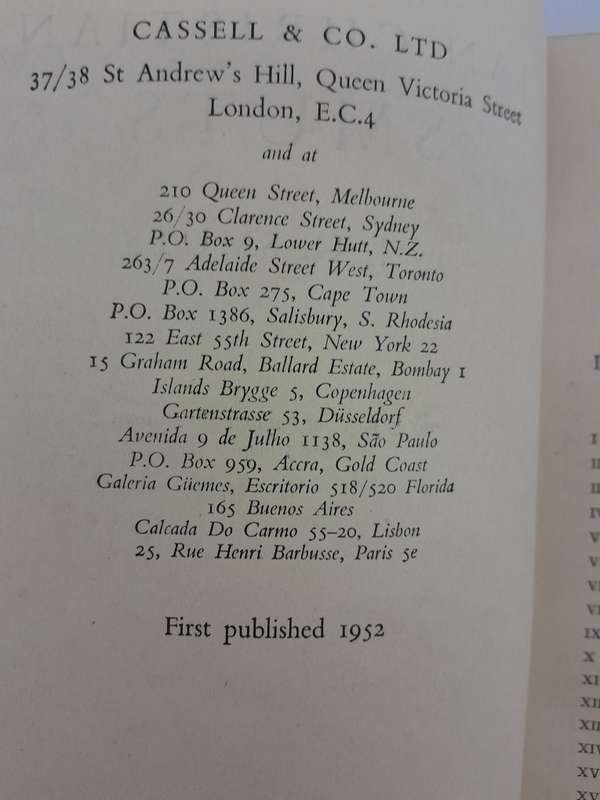 CASSELL & CO. LTD
37/38 St Andrew's Hill, Queen Victoria Street
London, E.C.4
and at
210 Queen Street, Melbourne
26/30 Clarence Street, Sydney
P.O. Box 9, Lower Hutt, N.Z.
263/7 Adelaide Street West, Toronto
P.O. Box 275, Cape Town
P.O. Box 1386, Salisbury, S. Rhodesia
122 East 55th Street, New York 22
15 Graham Road, Ballard Estate, Bombay 1
Islands Brygge 5, Copenhagen
Gartenstrasse 53, Düsseldorf
Avenida 9 de Julho 1138, São Paulo
P.O. Box 959, Accra, Gold Coast
Galeria Güemes, Escritorio 518/520 Florida
165 Buenos Aires
Calcada Do Carmo 55-20, Lisbon
25, Rue Henri Barbusse, Paris 5e
First published 1952
I
IX
X